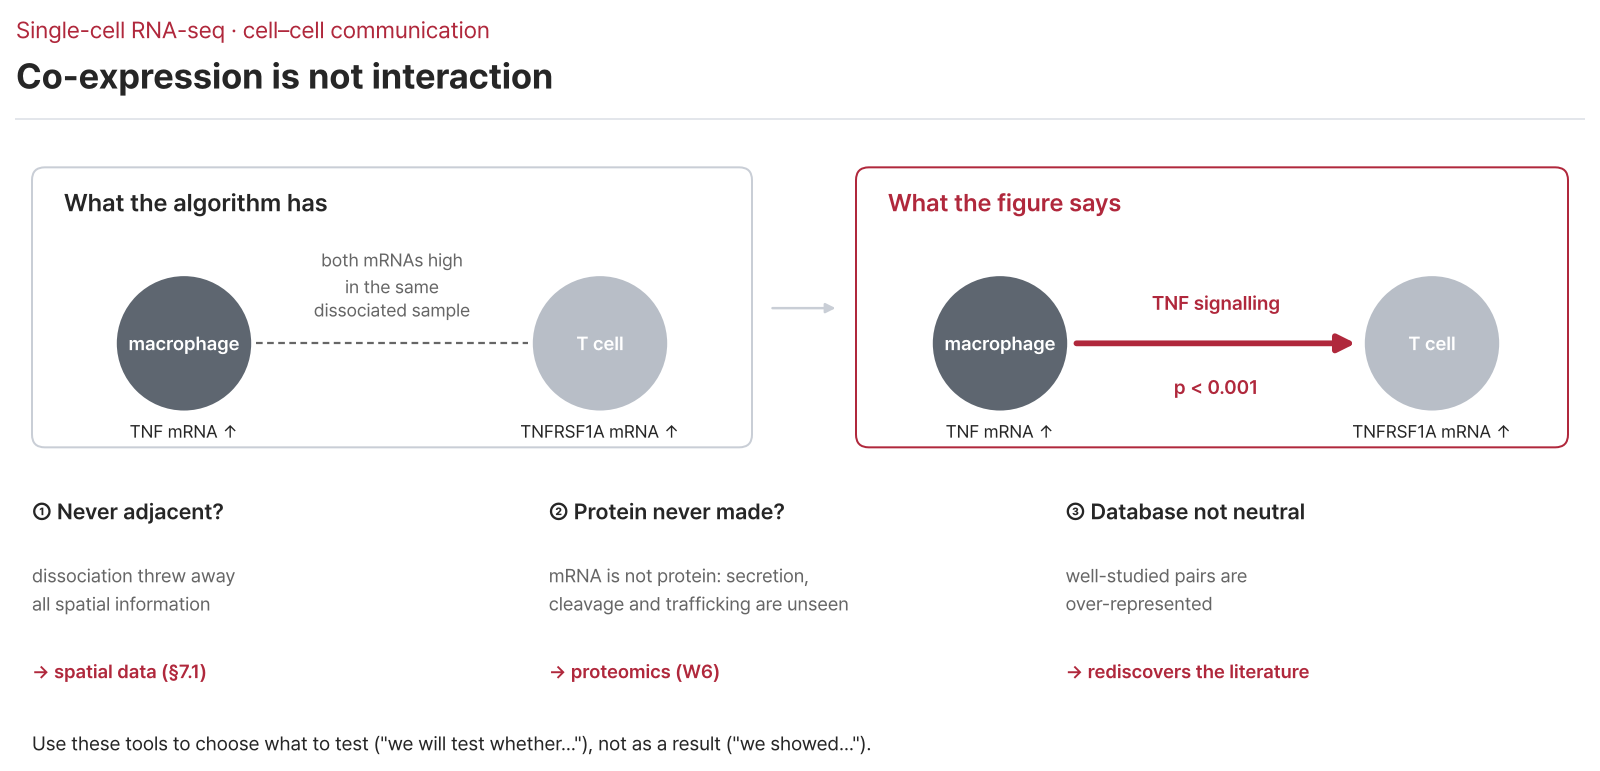 Single-cell RNA-seq · cell–cell communication
Co-expression is not interaction
What the algorithm has
both mRNAs high
in the same
dissociated sample
macrophage
T cell
TNF mRNA ↑
TNFRSF1A mRNA ↑
What the figure says
TNF signalling
macrophage
T cell
p < 0.001
TNF mRNA ↑
TNFRSF1A mRNA ↑
① Never adjacent?
dissociation threw away
all spatial information
→ spatial data (§7.1)
② Protein never made?
mRNA is not protein: secretion,
cleavage and trafficking are unseen
→ proteomics (W6)
③ Database not neutral
well-studied pairs are
over-represented
→ rediscovers the literature
Use these tools to choose what to test ("we will test whether..."), not as a result ("we showed...").